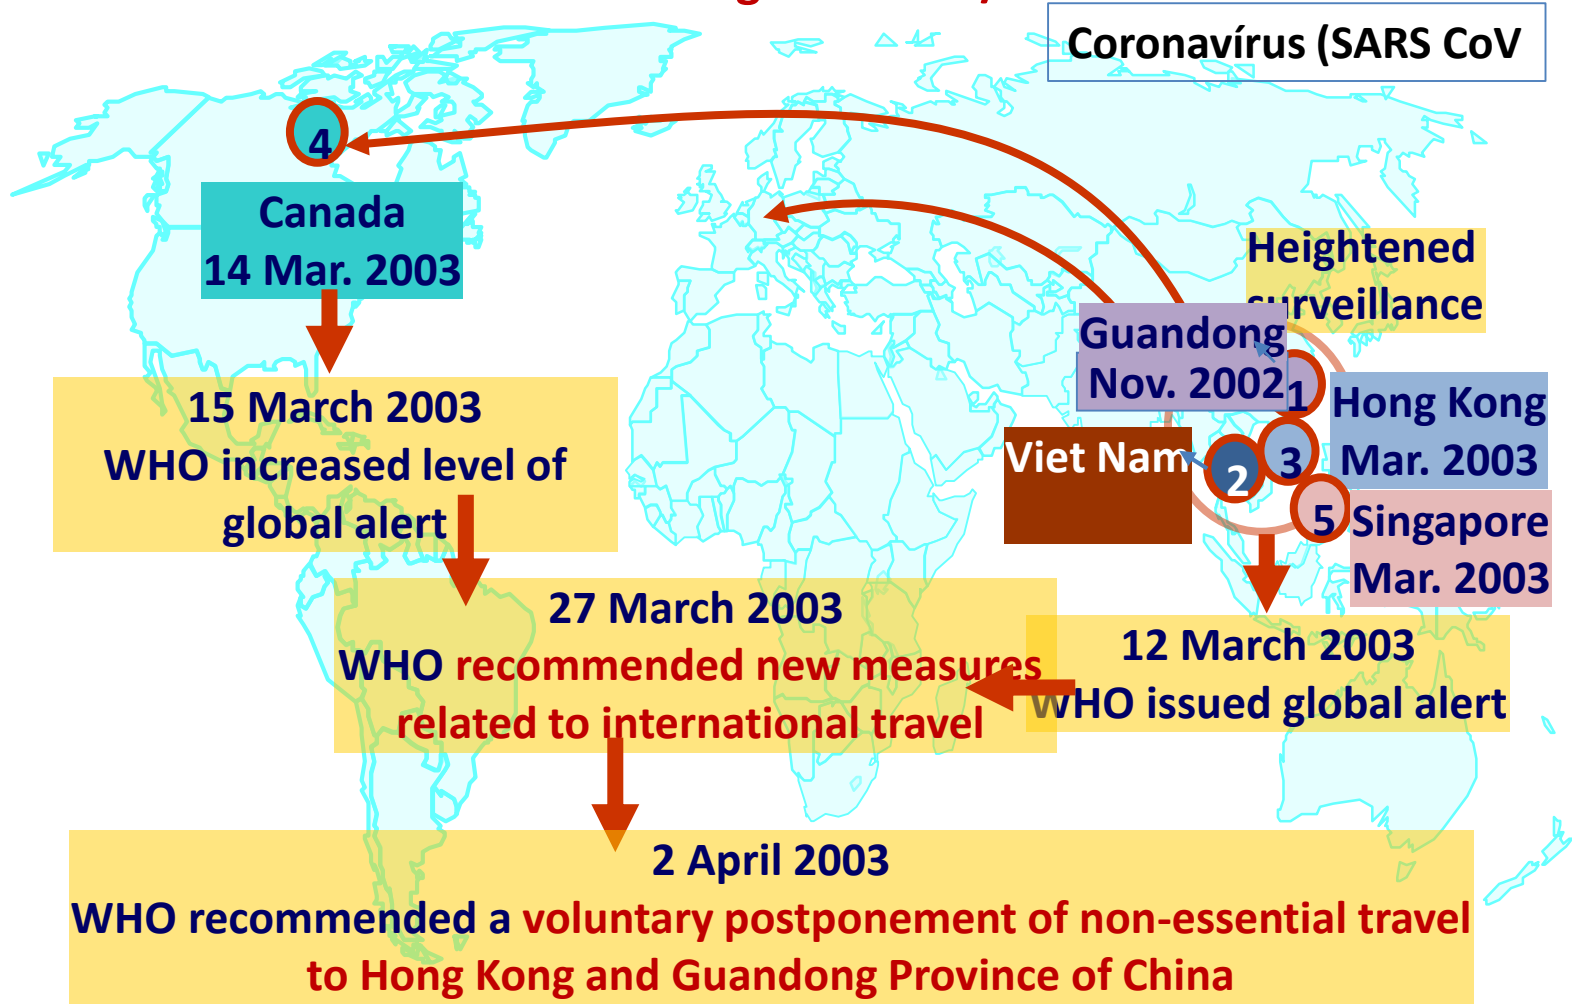 Coronavírus (SARS CoV
4
Canada
14 Mar. 2003
Heightened
surveillance
Guandong
Nov. 2002
1
Hong Kong
Mar. 2003
Viet Nam
2
3
5
Singapore
Mar. 2003
15 March 2003
WHO increased level of
global alert
27 March 2003
WHO recommended new measures
related to international travel
12 March 2003
WHO issued global alert
2 April 2003
WHO recommended a voluntary postponement of non-essential travel
to Hong Kong and Guandong Province of China